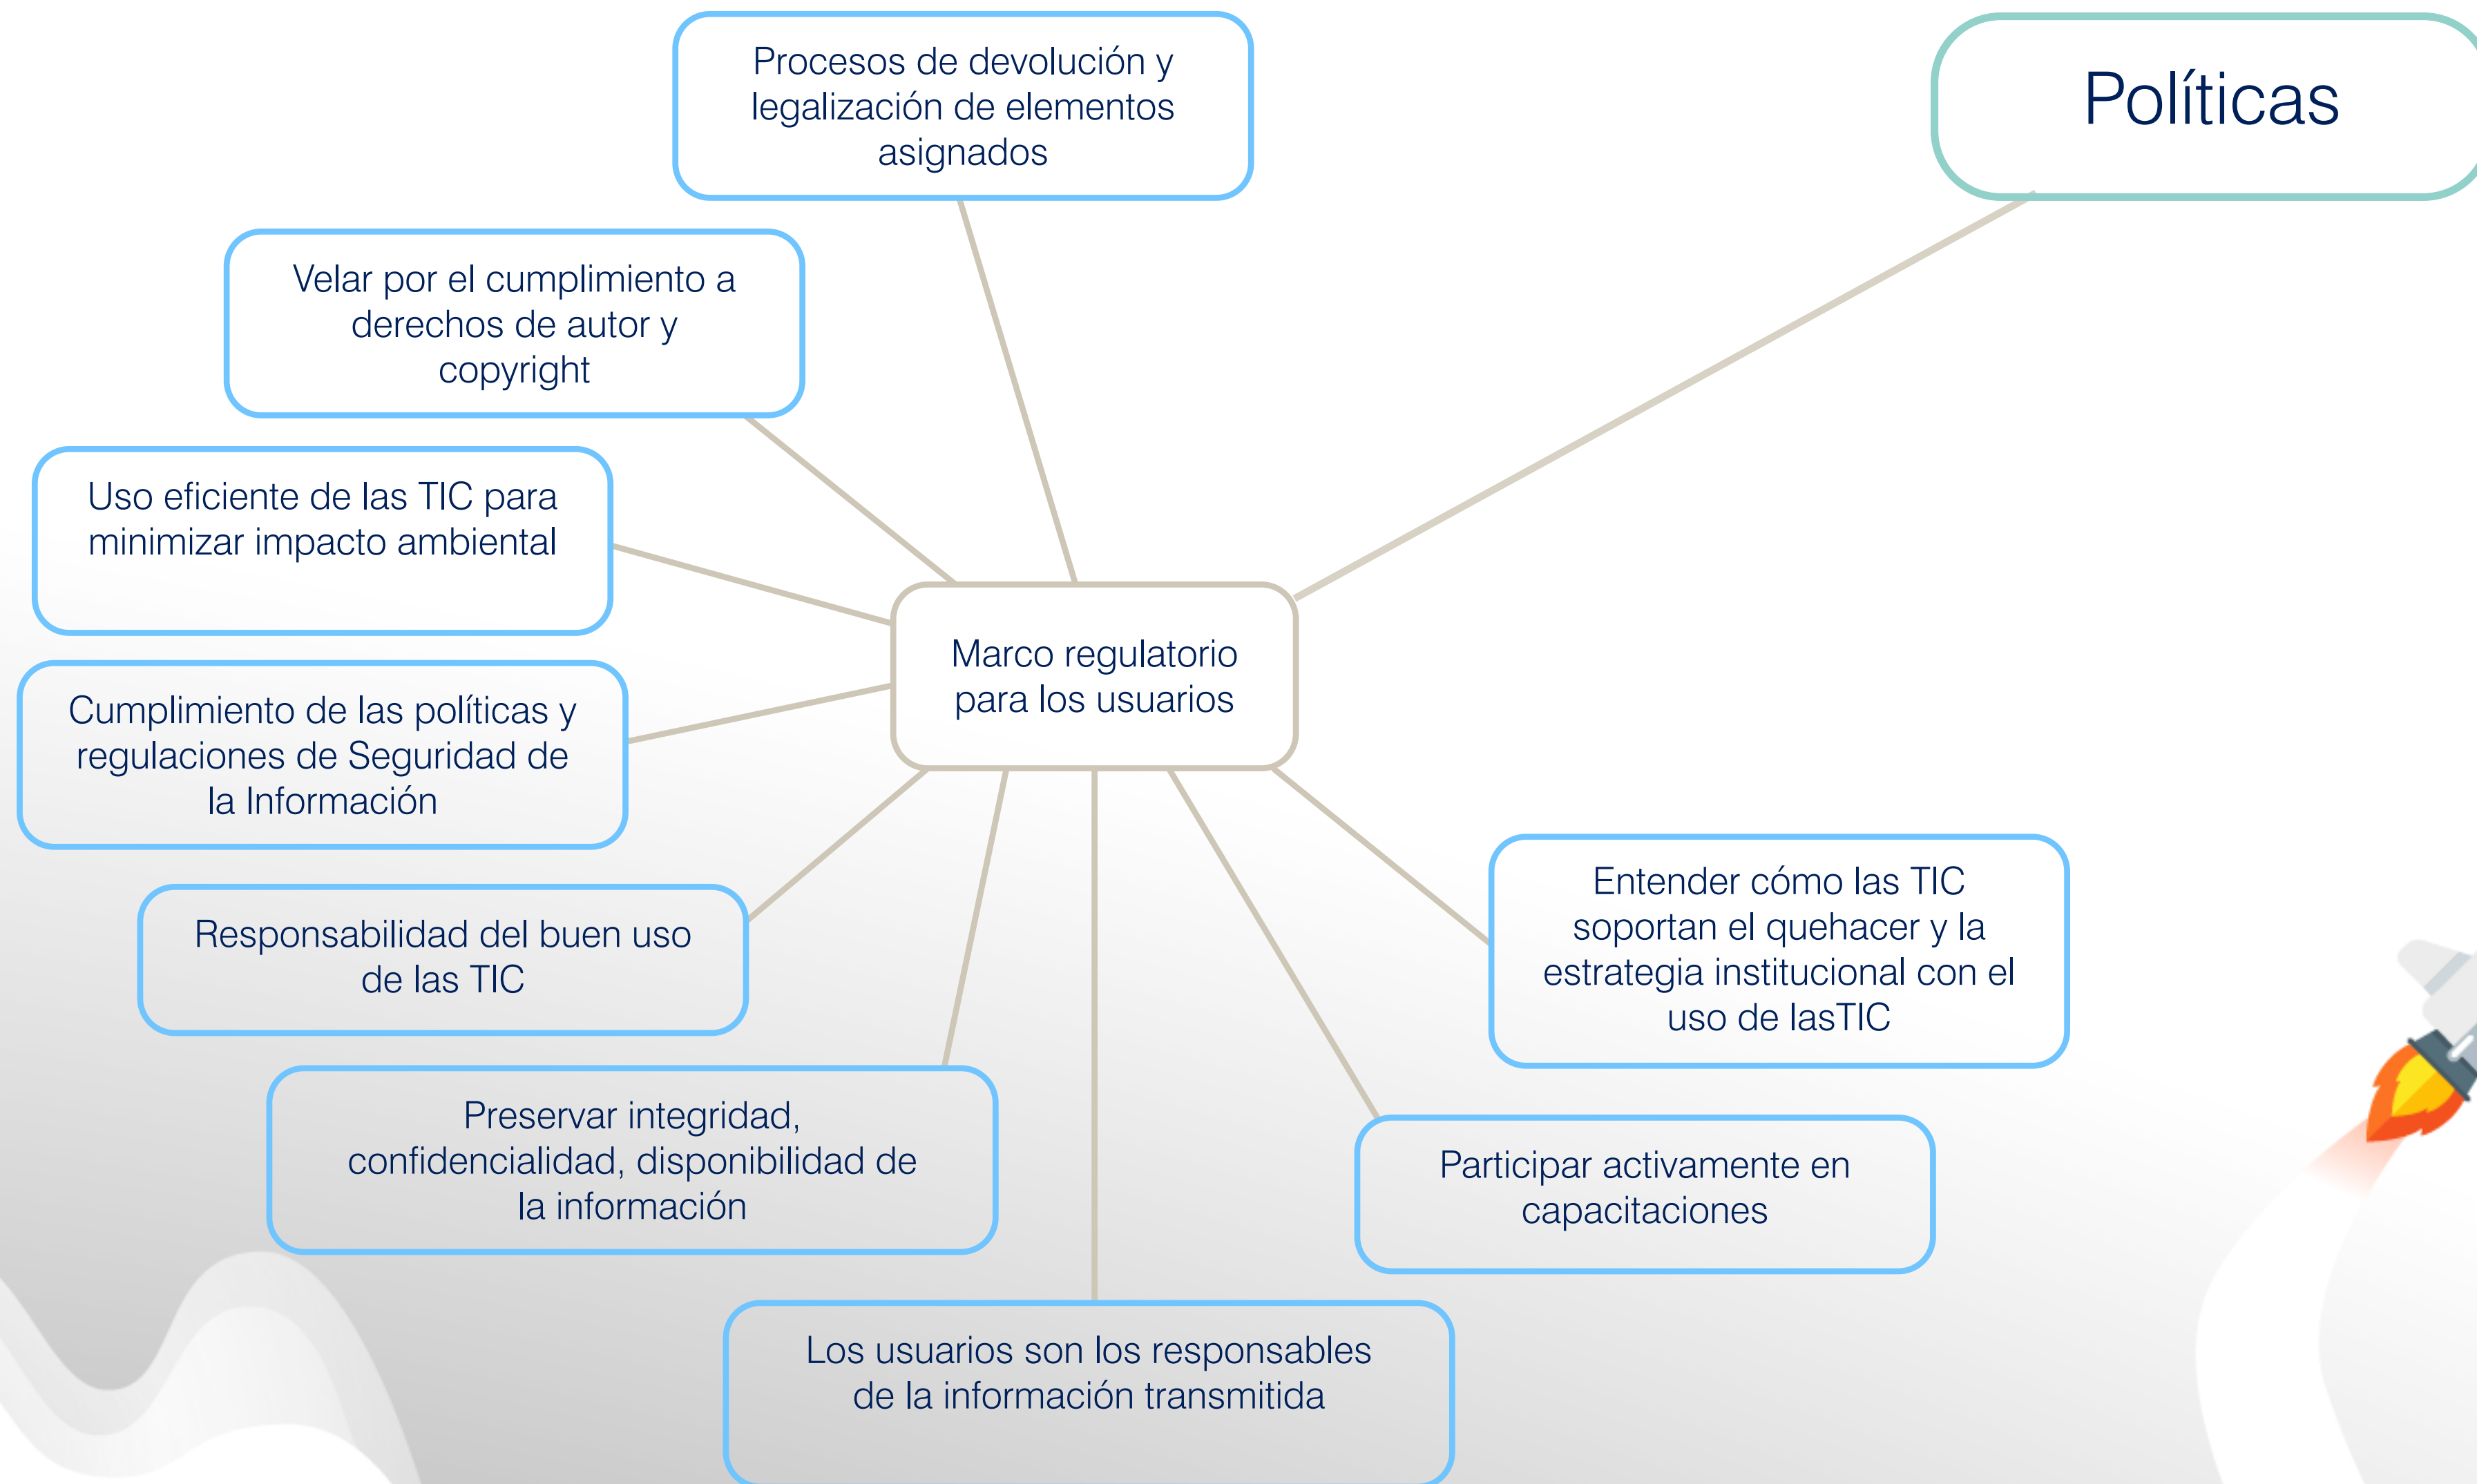 Procesos de devolución y
legalización de elementos
asignados
Políticas
Velar por el cumplimiento a
derechos de autor y
copyright
Uso eficiente de las TIC para
minimizar impacto ambiental
Marco regulatorio
para los usuarios
Cumplimiento de las políticas y
regulaciones de Seguridad de
la Información
Responsabilidad del buen uso
de las TIC
Entender cómo las TIC
soportan el quehacer y la
estrategia institucional con el
uso de lasTIC
Preservar integridad,
confidencialidad, disponibilidad de
la información
Participar activamente en
capacitaciones
Los usuarios son los responsables
de la información transmitida